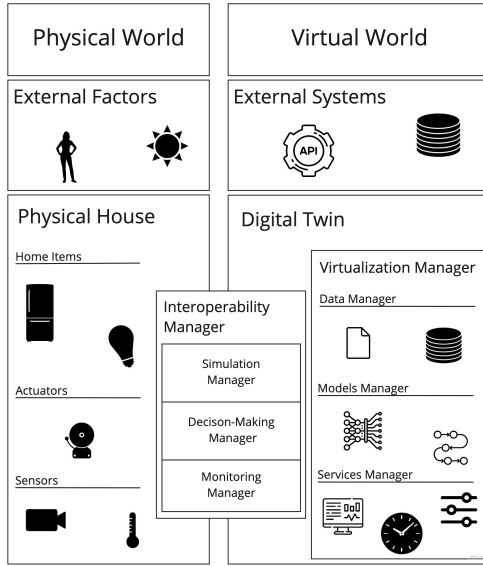 Physical World
Virtual World
External Factors
External Systems
API
Physical House
Home Items
Actuators
Sensors
Digital Twin
Interoperability
Manager
Simulation
Manager
Decison-Making
Manager
Monitoring
Manager
Virtualization Manager
Data Manager
Models Manager
Services Manager